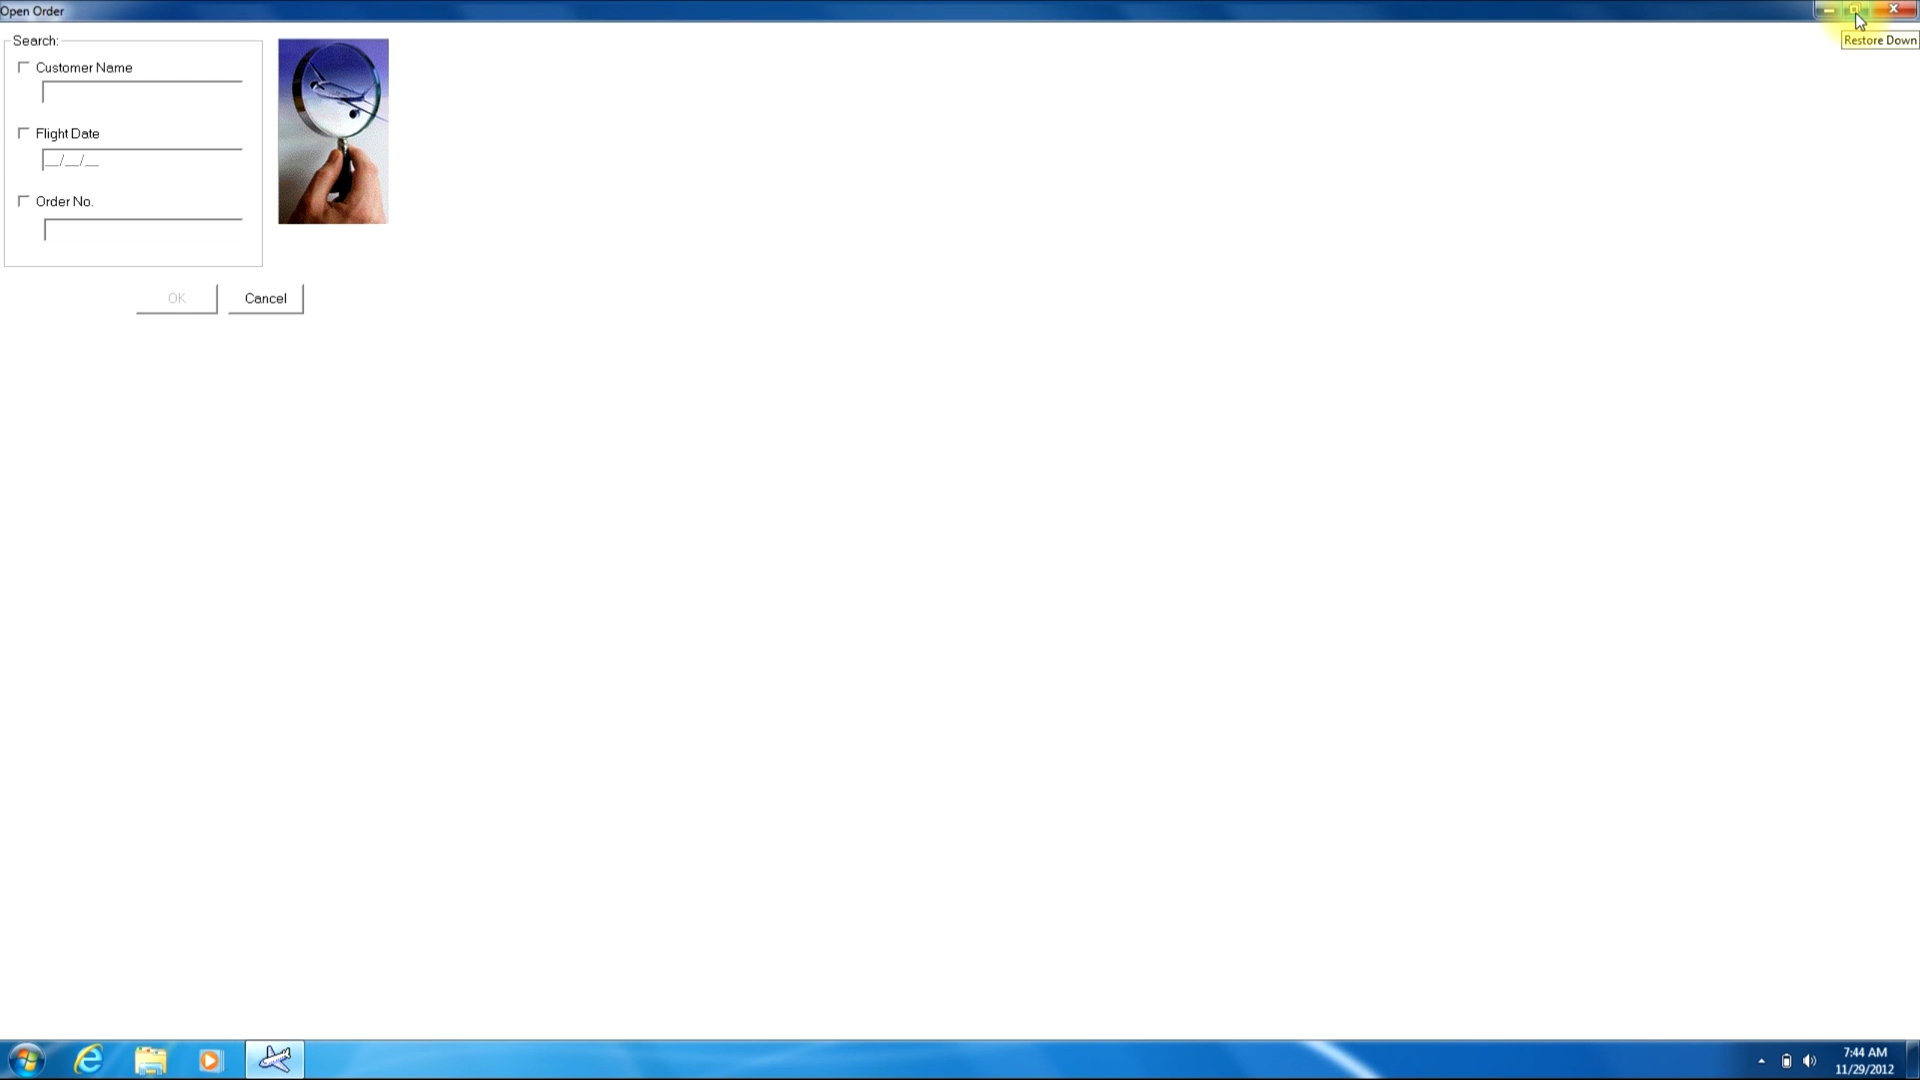 Open Order
Restore Down
Search:
Customer Name
Flight Date
__/__/__
Order No.
OK
Cancel
7:44 AM
11/29/2012